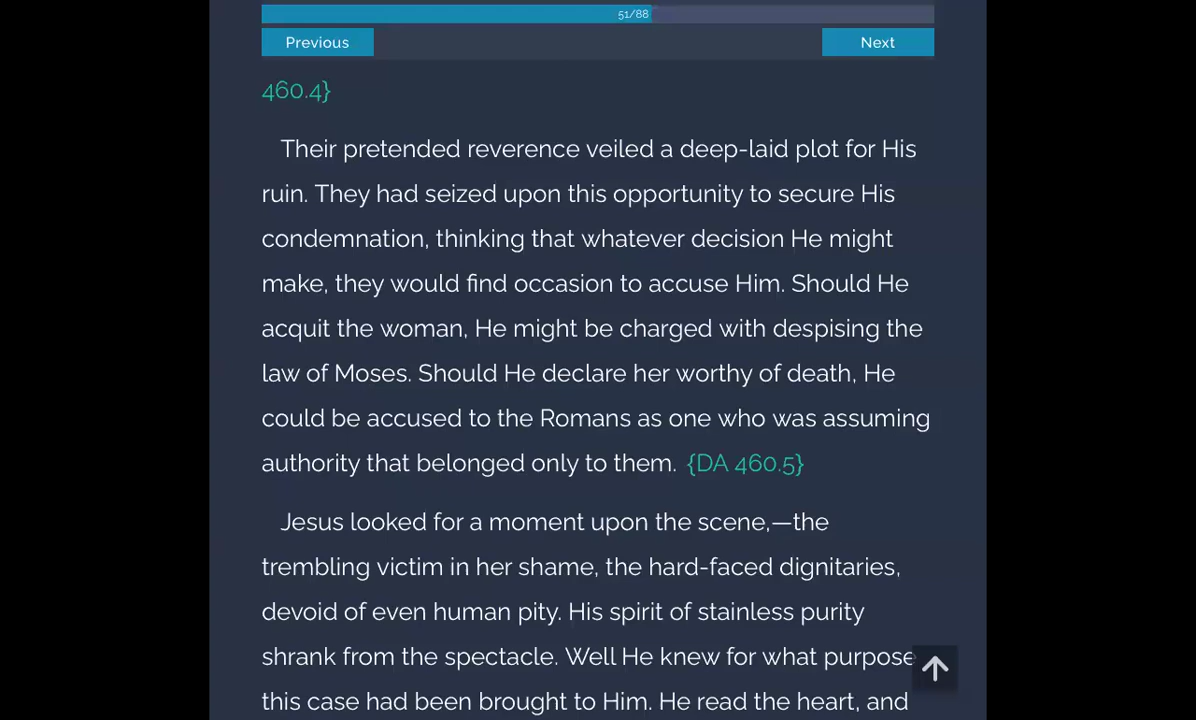 51/88
Previous
Next
460.4}
Their pretended reverence veiled a deep-laid plot for His
ruin. They had seized upon this opportunity to secure His
condemnation, thinking that whatever decision He might
make, they would find occasion to accuse Him. Should He
acquit the woman, He might be charged with despising the
law of Moses. Should He declare her worthy of death, He
could be accused to the Romans as one who was assuming
authority that belonged only to them. {DA 460.5}
Jesus looked for a moment upon the scene,—the
trembling victim in her shame, the hard-faced dignitaries,
devoid of even human pity. His spirit of stainless purity
shrank from the spectacle. Well He knew for what purpose
this case had been brought to Him. He read the heart, and